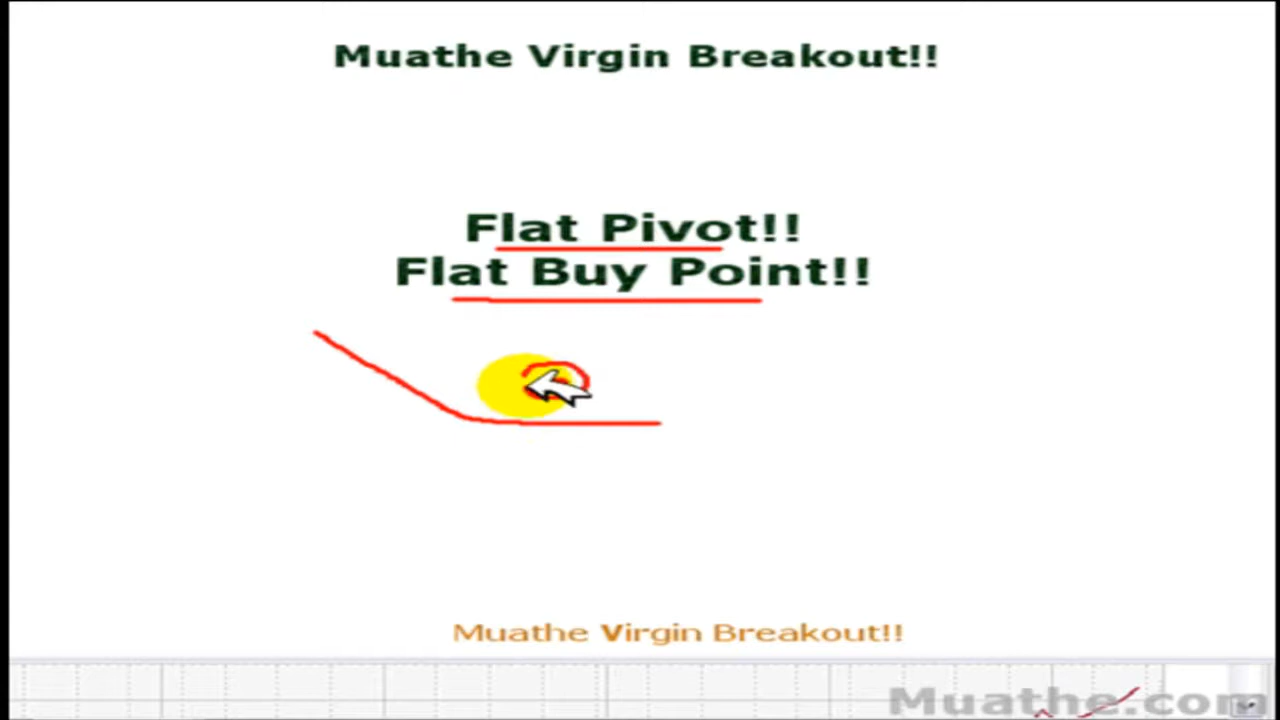 Muathe Virgin Breakout!!
Flat Pivot!!
Flat Buy Point!!
Muathe Virgin Breakout!!
Muathe.com